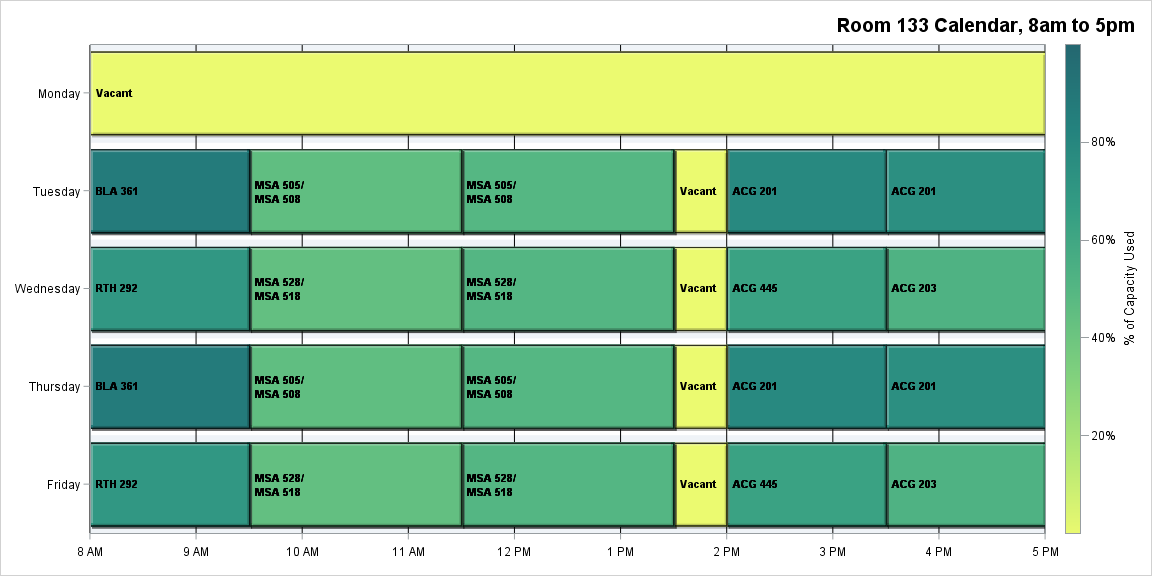 Room 133 Calendar, 8am to 5pm
Monday
Vacant
Tuesday
BLA 361
MSA 505/
MSA 508
MSA 505/
MSA 508
Vacant
ACG 201
ACG 201
Wednesday
RTH 292
MSA 528/
MSA 518
MSA 528/
MSA 518
Vacant
ACG 445
ACG 203
Thursday
BLA 361
MSA 505/
MSA 508
MSA 505/
MSA 508
Vacant
ACG 201
ACG 201
Friday
RTH 292
MSA 528/
MSA 518
MSA 528/
MSA 518
Vacant
ACG 445
ACG 203
8 AM
9 AM
10 AM
11 AM
12 PM
1 PM
2 PM
3 PM
4 PM
5 PM
80%
60%
40%
20%
% of Capacity Used